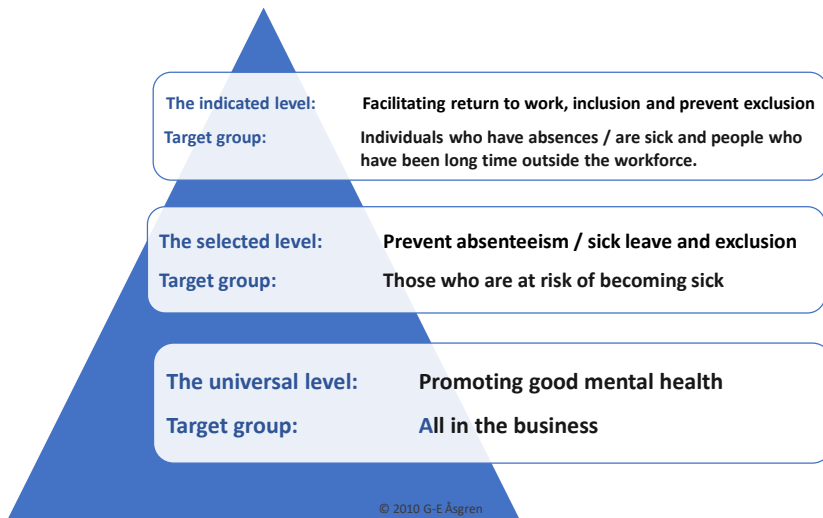 The indicated level: Facilitating return to work, inclusion and prevent exclusion
Target group: Individuals who have absences / are sick and people who
have been long time outside the workforce.
The selected level: Prevent absenteeism / sick leave and exclusion
Target group: Those who are at risk of becoming sick
The universal level: Promoting good mental health
Target group: All in the business
© 2010 G-E Åsgren